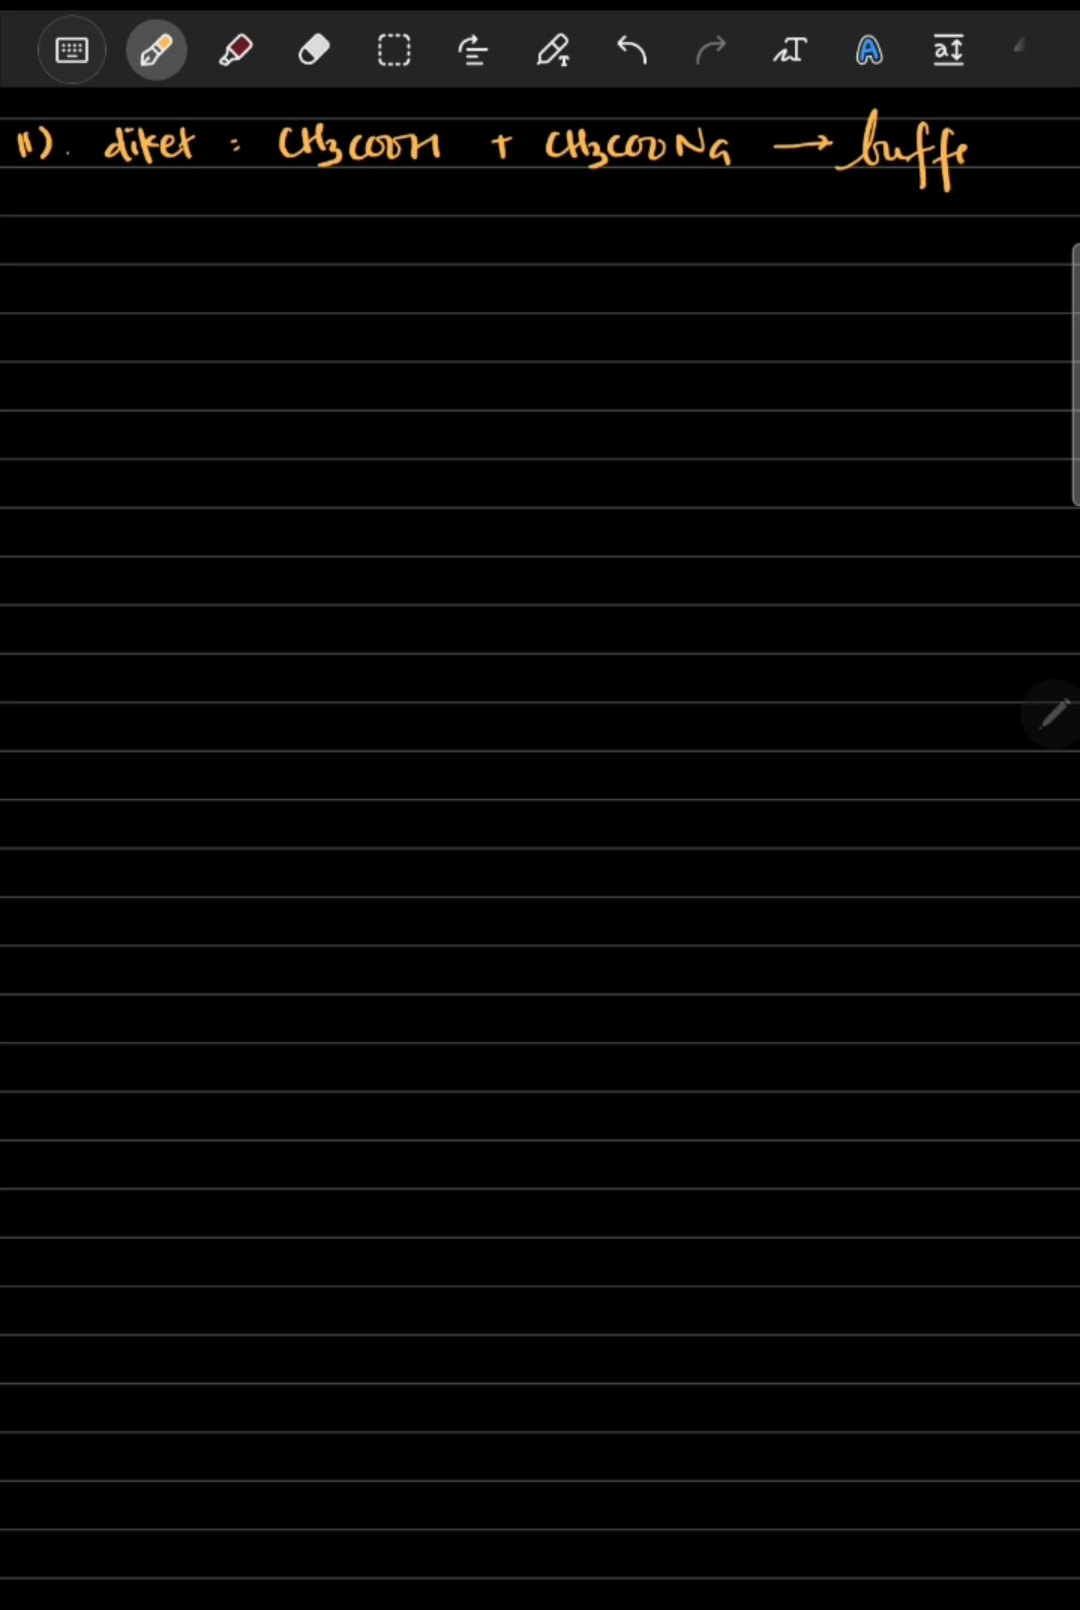 11). diket : CH3COOH + CH3COONa → buffe